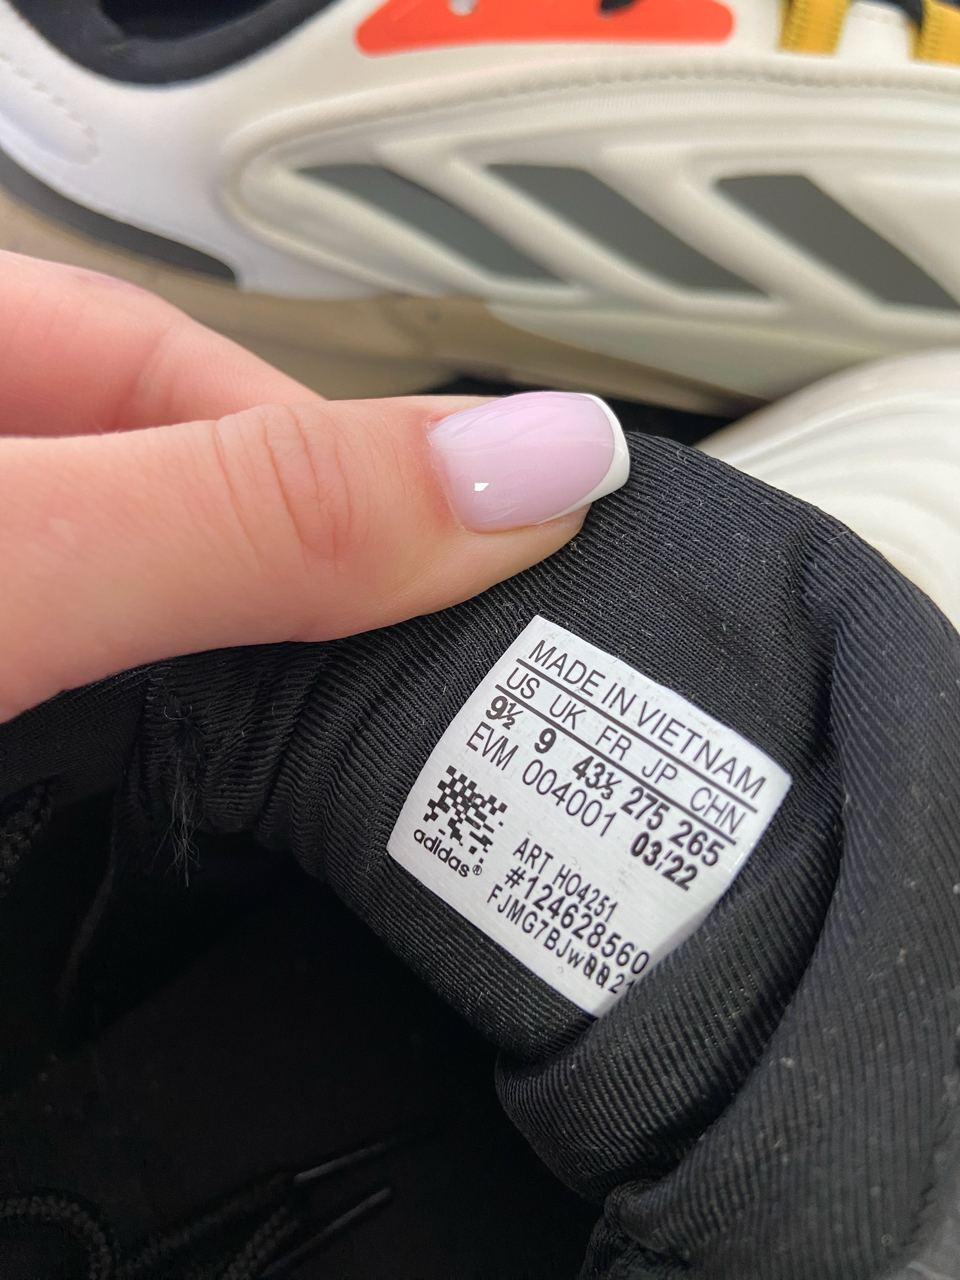 MADE IN VIETNAM
US UK FR JP CHN
9½ 9 43⅓ 275 265
EVM 004001 03/22
adidas®
ART HO4251
#124628560